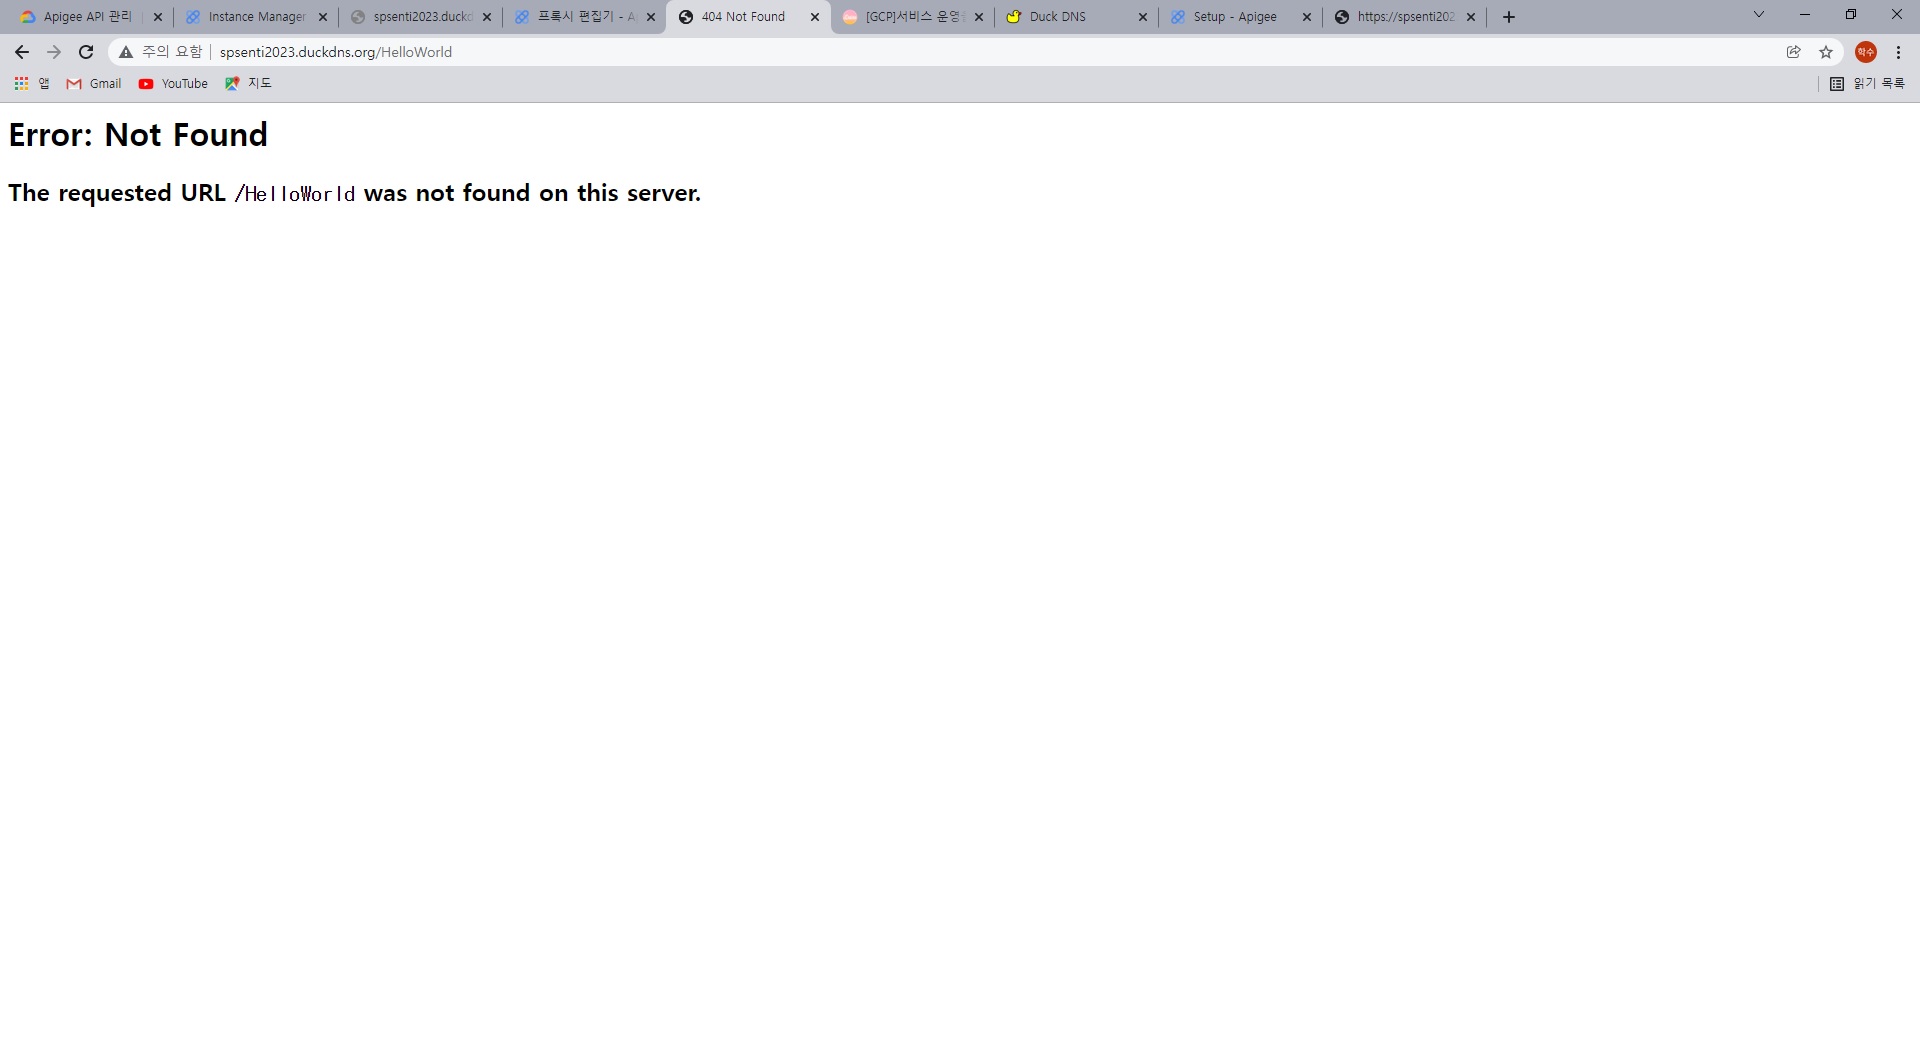 Apigee API 관리
Instance Manager
spsenti2023.duckd
프록시 편집기 - A
404 Not Found
[GCP]서비스 운영
Duck DNS
Setup - Apigee
https://spsenti202
주의 요함 spsenti2023.duckdns.org/HelloWorld
학수
앱 Gmail YouTube 지도 읽기 목록
Error: Not Found
The requested URL /HelloWorld was not found on this server.